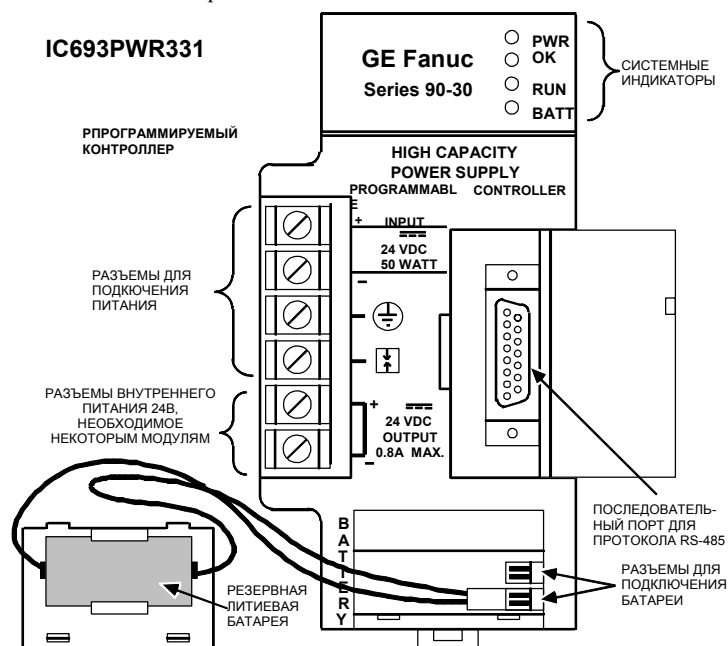 IC693PWR331
GE Fanuc
Series 90-30
PWR
OK
RUN
BATT
СИСТЕМНЫЕ
ИНДИКАТОРЫ
РПРОГРАММИРУЕМЫЙ
КОНТРОЛЛЕР
HIGH CAPACITY
POWER SUPPLY
PROGRAMMABL CONTROLLER
E
+ INPUT
24 VDC
50 WATT
–
РАЗЪЕМЫ ДЛЯ
ПОДКЮЧЕНИЯ
ПИТАНИЯ
РАЗЪЕМЫ ВНУТРЕННЕГО
ПИТАНИЯ 24В,
НЕОБХОДИМОЕ
НЕКОТОРЫМ МОДУЛЯМ
+
24 VDC
OUTPUT
0.8A MAX.
–
ПОСЛЕДОВАТЕЛЬ-
НЫЙ ПОРТ ДЛЯ
ПРОТОКОЛА RS-485
BATTERY
РАЗЪЕМЫ ДЛЯ
ПОДКЛЮЧЕНИЯ
БАТАРЕИ
РЕЗЕРВНАЯ
ЛИТИЕВАЯ
БАТАРЕЯ